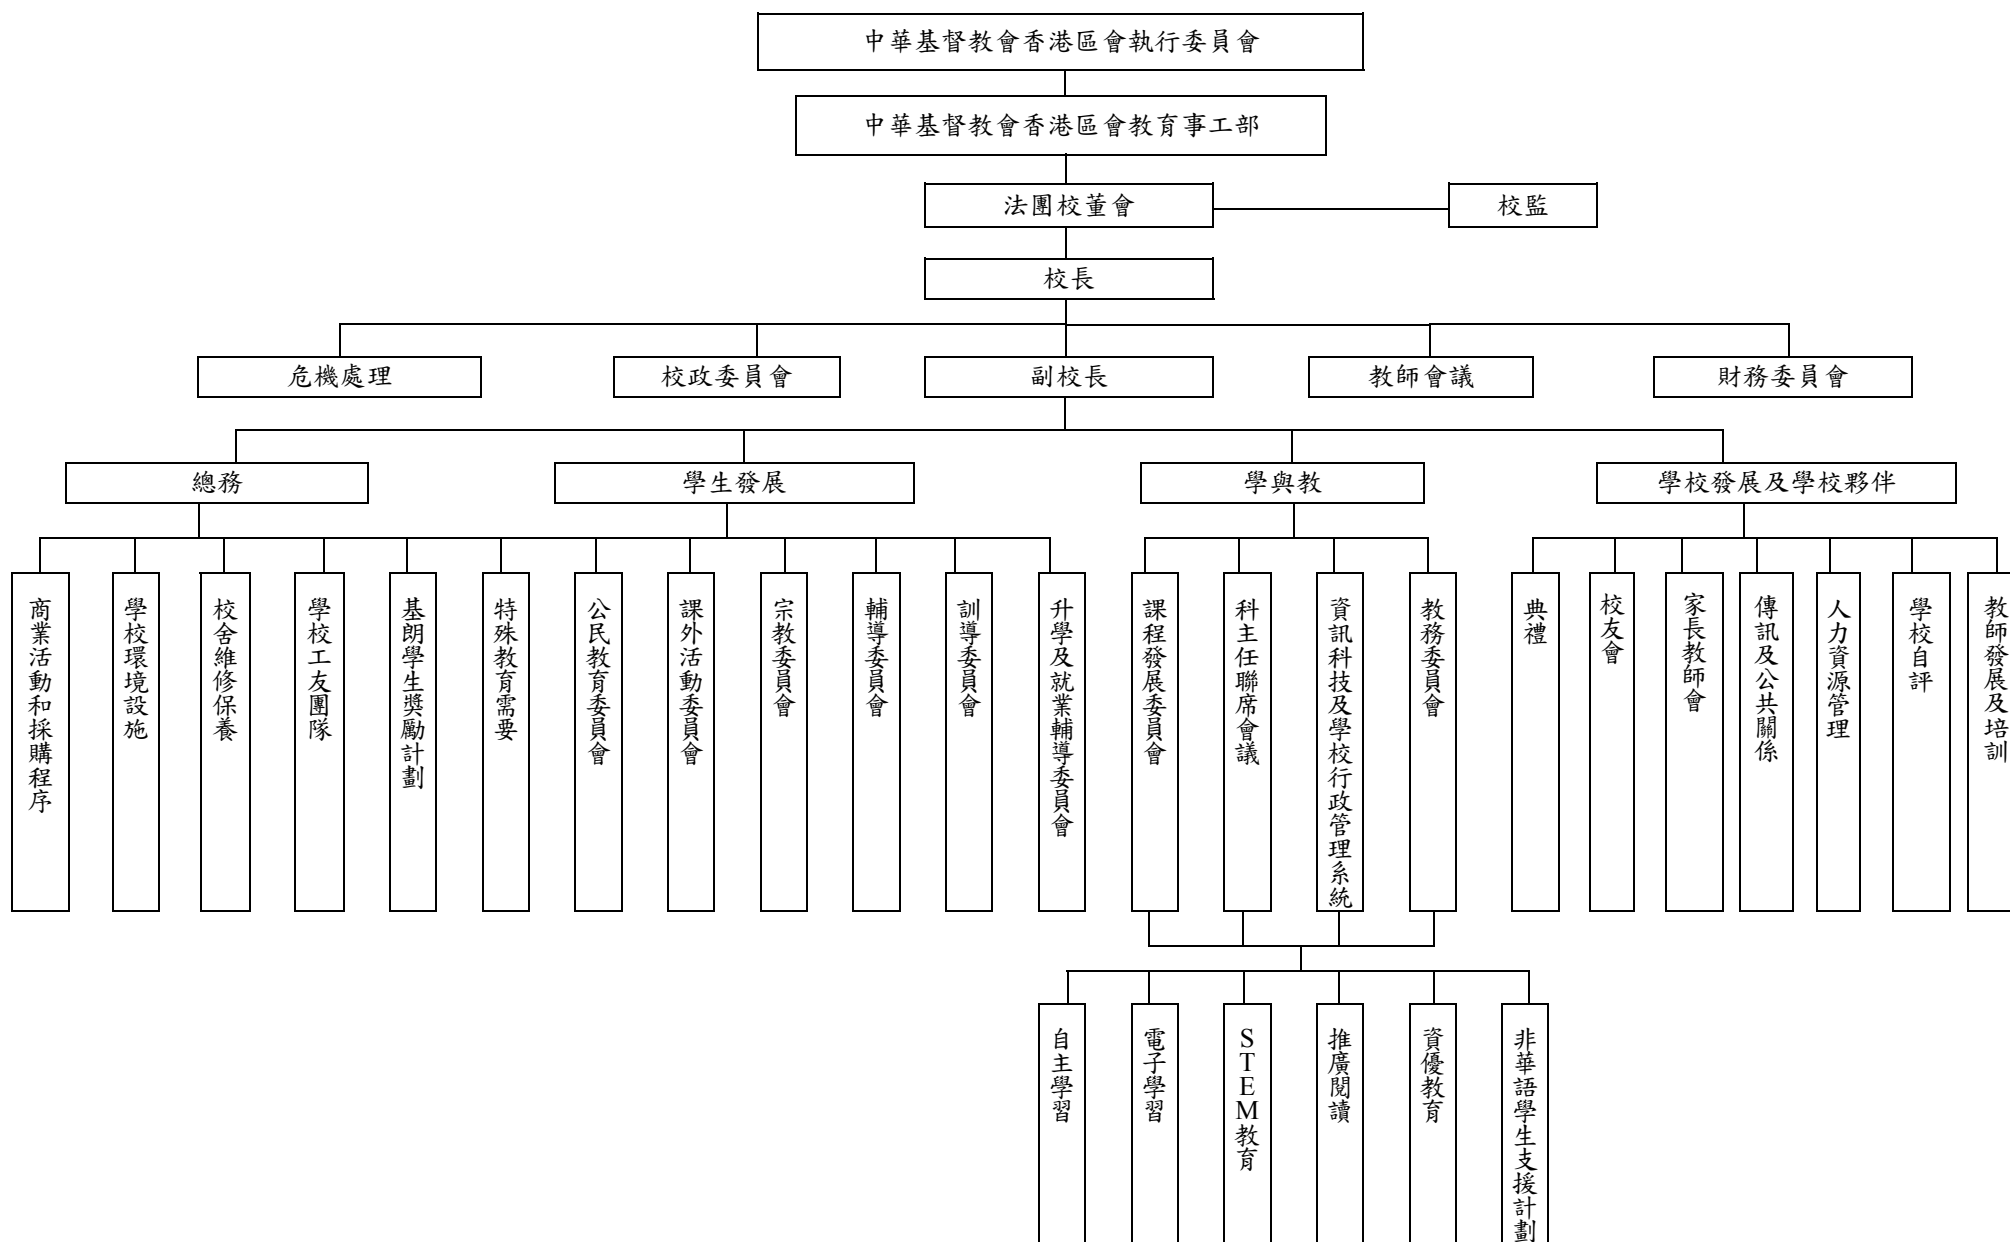 中華基督教會香港區會執行委員會
中華基督教會香港區會教育事工部
法團校董會
校監
校長
危機處理
校政委員會
副校長
教師會議
財務委員會
總務
學生發展
學與教
學校發展及學校夥伴
商業活動和採購程序
學校環境設施
校舍維修保養
學校工友團隊
基朗學生獎勵計劃
特殊教育需要
公民教育委員會
課外活動委員會
宗教委員會
輔導委員會
訓導委員會
升學及就業輔導委員會
課程發展委員會
科主任聯席會議
資訊科技及學校行政管理系統
教務委員會
典禮
校友會
家長教師會
傳訊及公共關係
人力資源管理
學校自評
教師發展及培訓
自主學習
電子學習
STEM教育
推廣閱讀
資優教育
非華語學生支援計劃